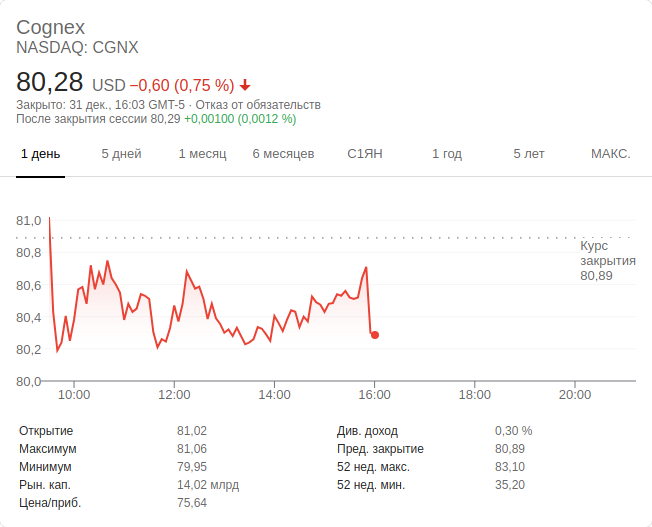 Cognex
NASDAQ: CGNX
80,28 USD −0,60 (0,75 %)
Закрыто: 31 дек., 16:03 GMT-5 · Отказ от обязательств
После закрытия сессии 80,29 +0,00100 (0,0012 %)
1 день 5 дней 1 месяц 6 месяцев С1ЯН 1 год 5 лет МАКС.
81,0
80,8
80,6
80,4
80,2
80,0
Курс
закрытия
80,89
10:00 12:00 14:00 16:00 18:00 20:00
Открытие 81,02 Див. доход 0,30 %
Максимум 81,06 Пред. закрытие 80,89
Минимум 79,95 52 нед. макс. 83,10
Рын. кап. 14,02 млрд 52 нед. мин. 35,20
Цена/приб. 75,64